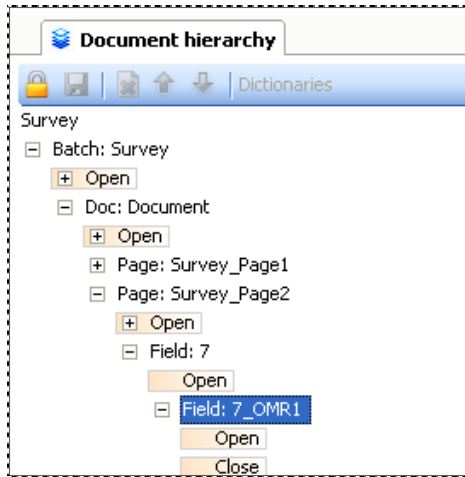 Document hierarchy
Dictionaries
Survey
Batch: Survey
Open
Doc: Document
Open
Page: Survey_Page1
Page: Survey_Page2
Open
Field: 7
Open
Field: 7_OMR1
Open
Close